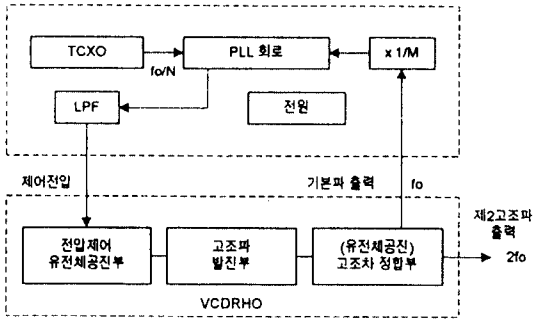 TCXO
fo/N
PLL 회로
x 1/M
LPF
전원
제어전압
기본파 출력
fo
제2고조파
출력
2fo
전압제어
유전체공진부
고조파
발진부
(유전체공진)
고조차 정합부
VCDRHO